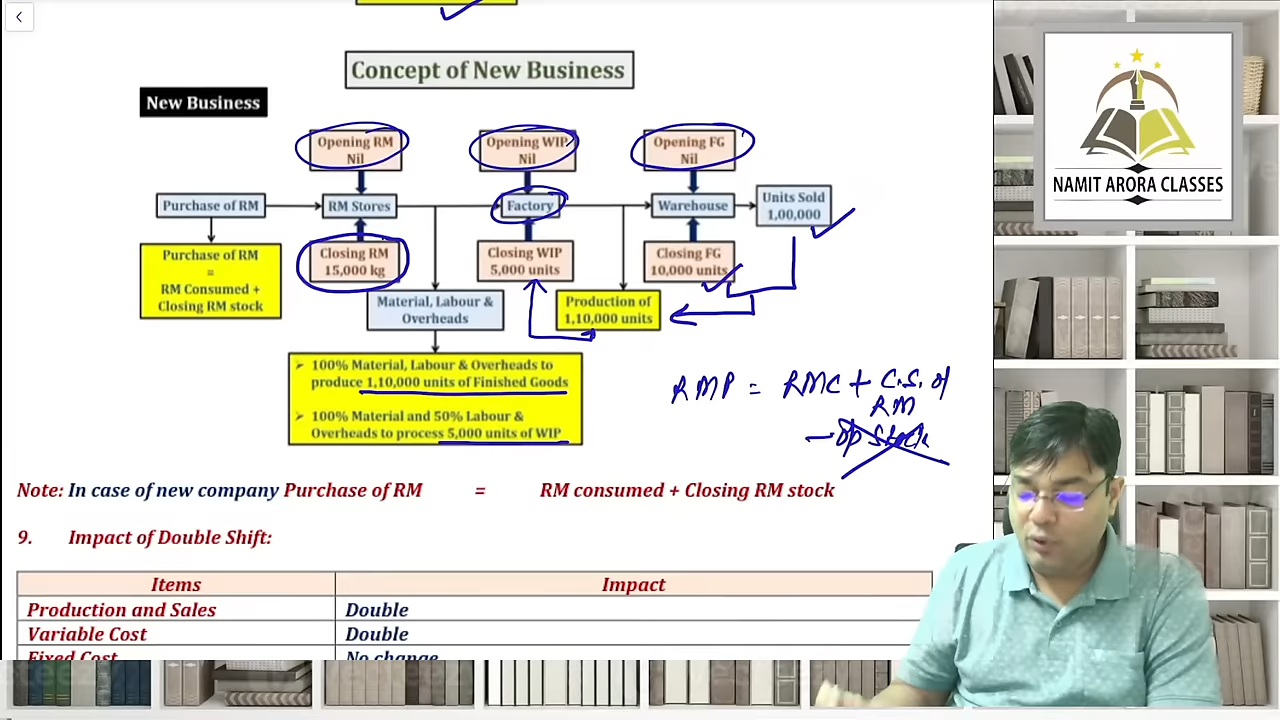 Concept of New Business
New Business
Opening RM
Nil
Opening WIP
Nil
Opening FG
Nil
Purchase of RM
RM Stores
Factory
Warehouse
Units Sold
1,00,000
Purchase of RM
=
RM Consumed +
Closing RM stock
Closing RM
15,000 kg
Closing WIP
5,000 units
Closing FG
10,000 units
Material, Labour &
Overheads
Production of
1,10,000 units
➢ 100% Material, Labour & Overheads to
produce 1,10,000 units of Finished Goods
➢ 100% Material and 50% Labour &
Overheads to process 5,000 units of WIP
RMP = RMC + C.S. of
RM
- Op Stock
Note: In case of new company Purchase of RM = RM consumed + Closing RM stock
9. Impact of Double Shift:
Items Impact
Production and Sales Double
Variable Cost Double
Fixed Cost No change
NAMIT ARORA CLASSES